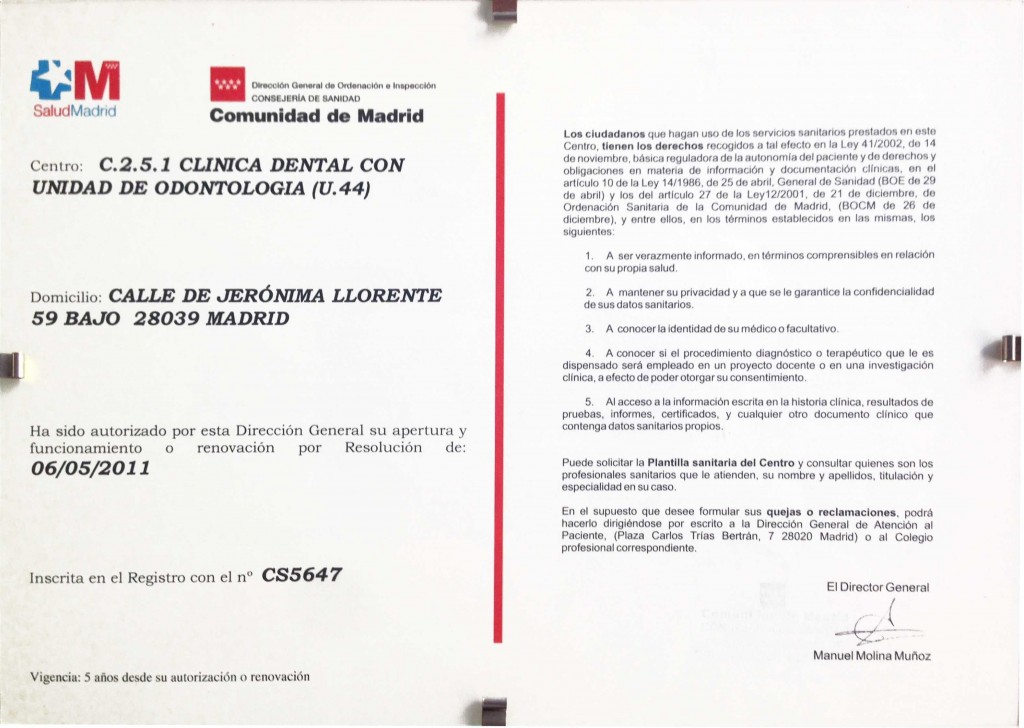 SaludMadrid
Dirección General de Ordenación e Inspección
CONSEJERÍA DE SANIDAD
Comunidad de Madrid
Centro: C.2.5.1 CLINICA DENTAL CON
UNIDAD DE ODONTOLOGIA (U.44)
Domicilio: CALLE DE JERÓNIMA LLORENTE
59 BAJO 28039 MADRID
Ha sido autorizado por esta Dirección General su apertura y
funcionamiento o renovación por Resolución de:
06/05/2011
Inscrita en el Registro con el nº CS5647
Vigencia: 5 años desde su autorización o renovación
Los ciudadanos que hagan uso de los servicios sanitarios prestados en este
Centro, tienen los derechos recogidos a tal efecto en la Ley 41/2002, de 14
de noviembre, básica reguladora de la autonomía del paciente y de derechos y
obligaciones en materia de información y documentación clínicas, en el
artículo 10 de la Ley 14/1986, de 25 de abril, General de Sanidad (BOE de 29
de abril) y los del artículo 27 de la Ley12/2001, de 21 de diciembre, de
Ordenación Sanitaria de la Comunidad de Madrid, (BOCM de 26 de
diciembre), y entre ellos, en los términos establecidos en las mismas, los
siguientes:
1. A ser verazmente informado, en términos comprensibles en relación
con su propia salud.
2. A mantener su privacidad y a que se le garantice la confidencialidad
de sus datos sanitarios.
3. A conocer la identidad de su médico o facultativo.
4. A conocer si el procedimiento diagnóstico o terapéutico que le es
dispensado será empleado en un proyecto docente o en una investigación
clínica, a efecto de poder otorgar su consentimiento.
5. Al acceso a la información escrita en la historia clínica, resultados de
pruebas, informes, certificados, y cualquier otro documento clínico que
contenga datos sanitarios propios.
Puede solicitar la Plantilla sanitaria del Centro y consultar quienes son los
profesionales sanitarios que le atienden, su nombre y apellidos, titulación y
especialidad en su caso.
En el supuesto que desee formular sus quejas o reclamaciones, podrá
hacerlo dirigiéndose por escrito a la Dirección General de Atención al
Paciente, (Plaza Carlos Trías Bertrán, 7 28020 Madrid) o al Colegio
profesional correspondiente.
El Director General
Manuel Molina Muñoz